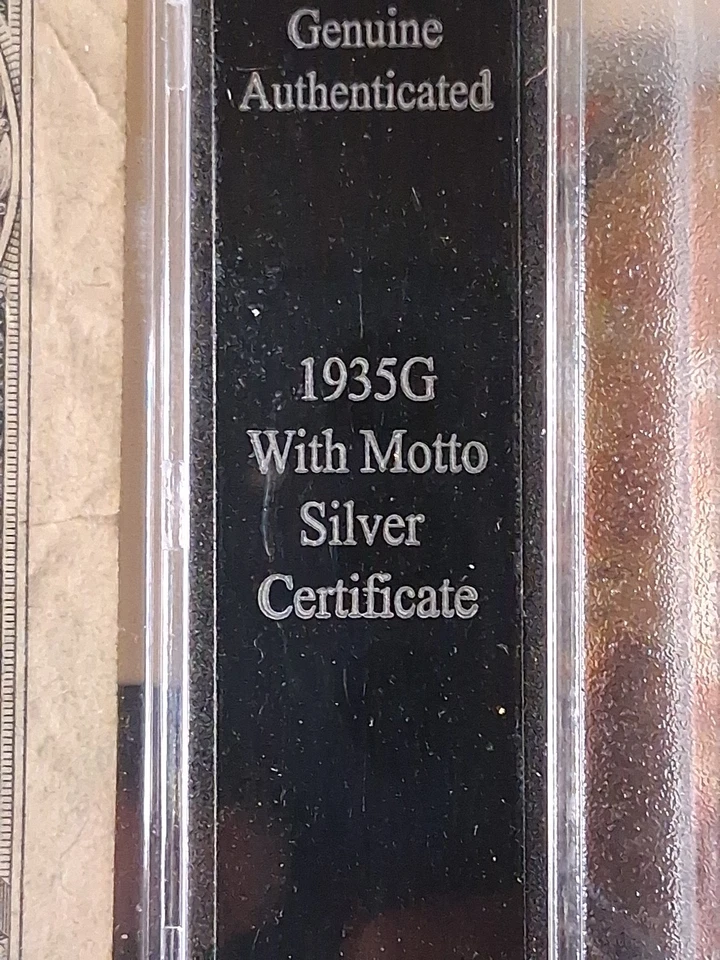 Genuine
Authenticated
1935G
With Motto
Silver
Certificate